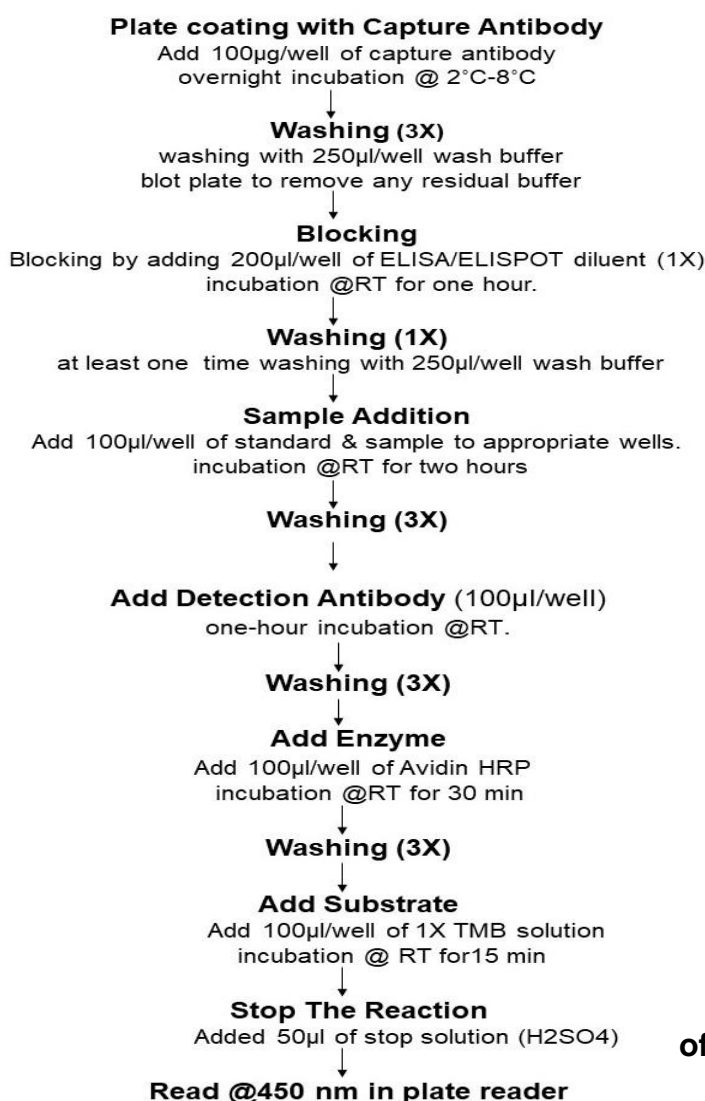 Plate coating with Capture Antibody
Add 100µg/well of capture antibody
overnight incubation @ 2˚C-8˚C
Washing (3X)
washing with 250µl/well wash buffer
blot plate to remove any residual buffer
Blocking
Blocking by adding 200µl/well of ELISA/ELISPOT diluent (1X)
incubation @RT for one hour.
Washing (1X)
at least one time washing with 250µl/well wash buffer
Sample Addition
Add 100µl/well of standard & sample to appropriate wells.
incubation @RT for two hours
Washing (3X)
Add Detection Antibody (100µl/well)
one-hour incubation @RT.
Washing (3X)
Add Enzyme
Add 100µl/well of Avidin HRP
incubation @RT for 30 min
Washing (3X)
Add Substrate
Add 100µl/well of 1X TMB solution
incubation @ RT for15 min
Stop The Reaction
Added 50µl of stop solution (H2SO4)
of
Read @450 nm in plate reader